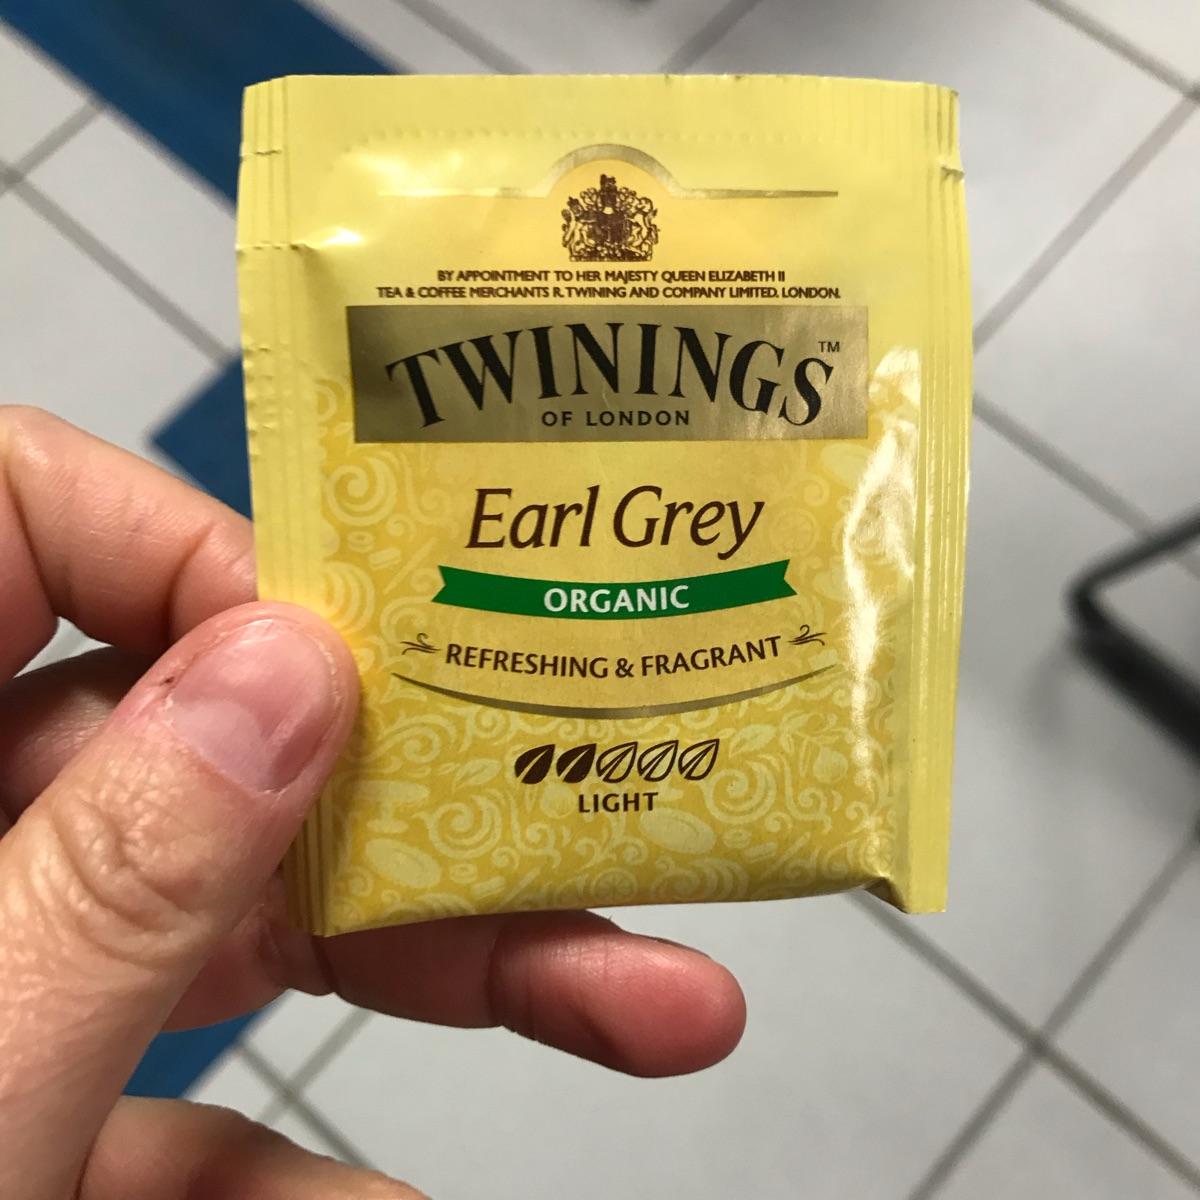 BY APPOINTMENT TO HER MAJESTY QUEEN ELIZABETH II
TEA & COFFEE MERCHANTS R. TWINING AND COMPANY LIMITED. LONDON.
TWININGS™
OF LONDON
Earl Grey
ORGANIC
REFRESHING & FRAGRANT
LIGHT